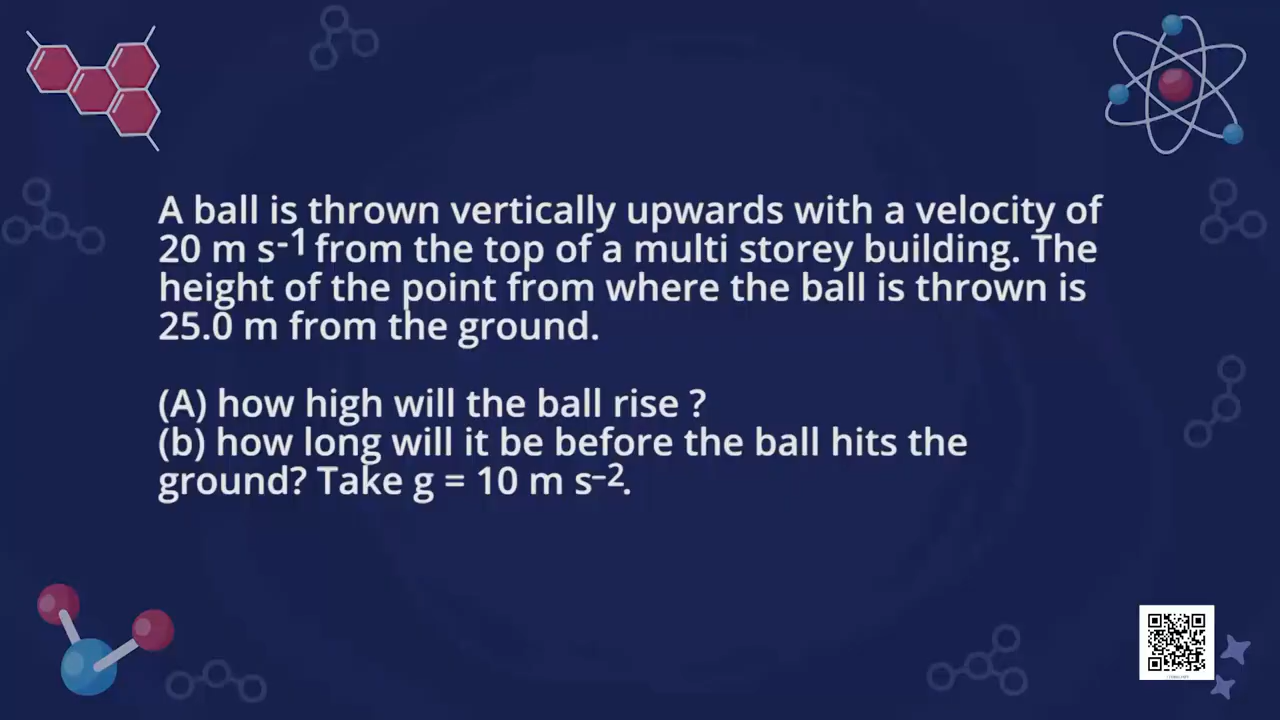 A ball is thrown vertically upwards with a velocity of
20 m s⁻¹ from the top of a multi storey building. The
height of the point from where the ball is thrown is
25.0 m from the ground.
(A) how high will the ball rise ?
(b) how long will it be before the ball hits the
ground? Take g = 10 m s⁻².